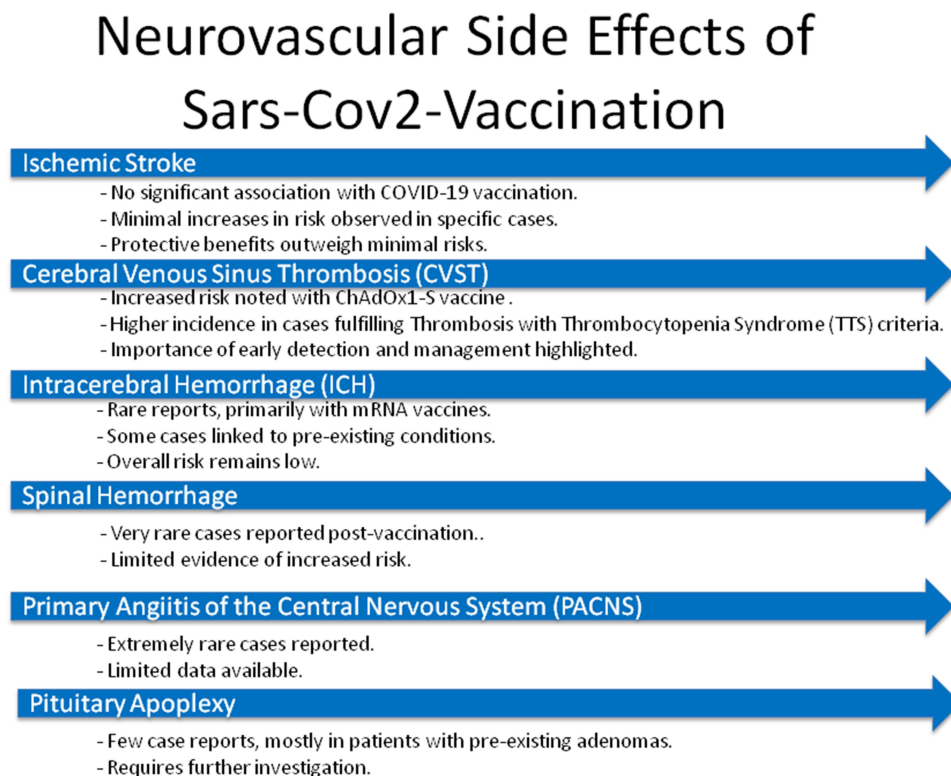 Neurovascular Side Effects of
Sars-Cov2-Vaccination
Ischemic Stroke
- No significant association with COVID-19 vaccination.
- Minimal increases in risk observed in specific cases.
- Protective benefits outweigh minimal risks.
Cerebral Venous Sinus Thrombosis (CVST)
- Increased risk noted with ChAdOx1-S vaccine .
- Higher incidence in cases fulfilling Thrombosis with Thrombocytopenia Syndrome (TTS) criteria.
- Importance of early detection and management highlighted.
Intracerebral Hemorrhage (ICH)
- Rare reports, primarily with mRNA vaccines.
- Some cases linked to pre-existing conditions.
- Overall risk remains low.
Spinal Hemorrhage
- Very rare cases reported post-vaccination..
- Limited evidence of increased risk.
Primary Angiitis of the Central Nervous System (PACNS)
- Extremely rare cases reported.
- Limited data available.
Pituitary Apoplexy
- Few case reports, mostly in patients with pre-existing adenomas.
- Requires further investigation.